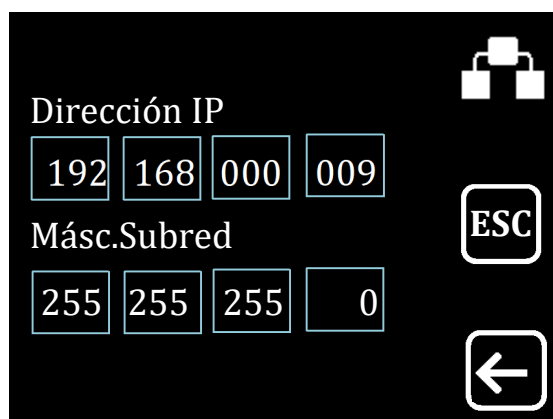 Dirección IP
192 168 000 009
ESC
Másc.Subred
255 255 255 0